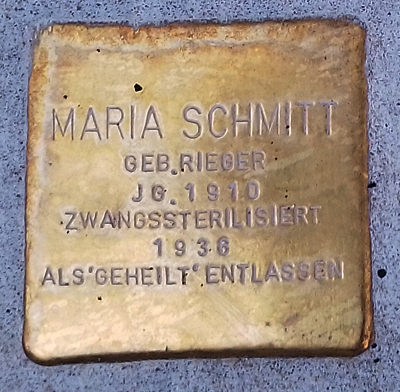 MARIA SCHMITT
GEB. RIEGER
JG. 1910
ZWANGSSTERILISIERT
1936
ALS 'GEHEILT' ENTLASSEN